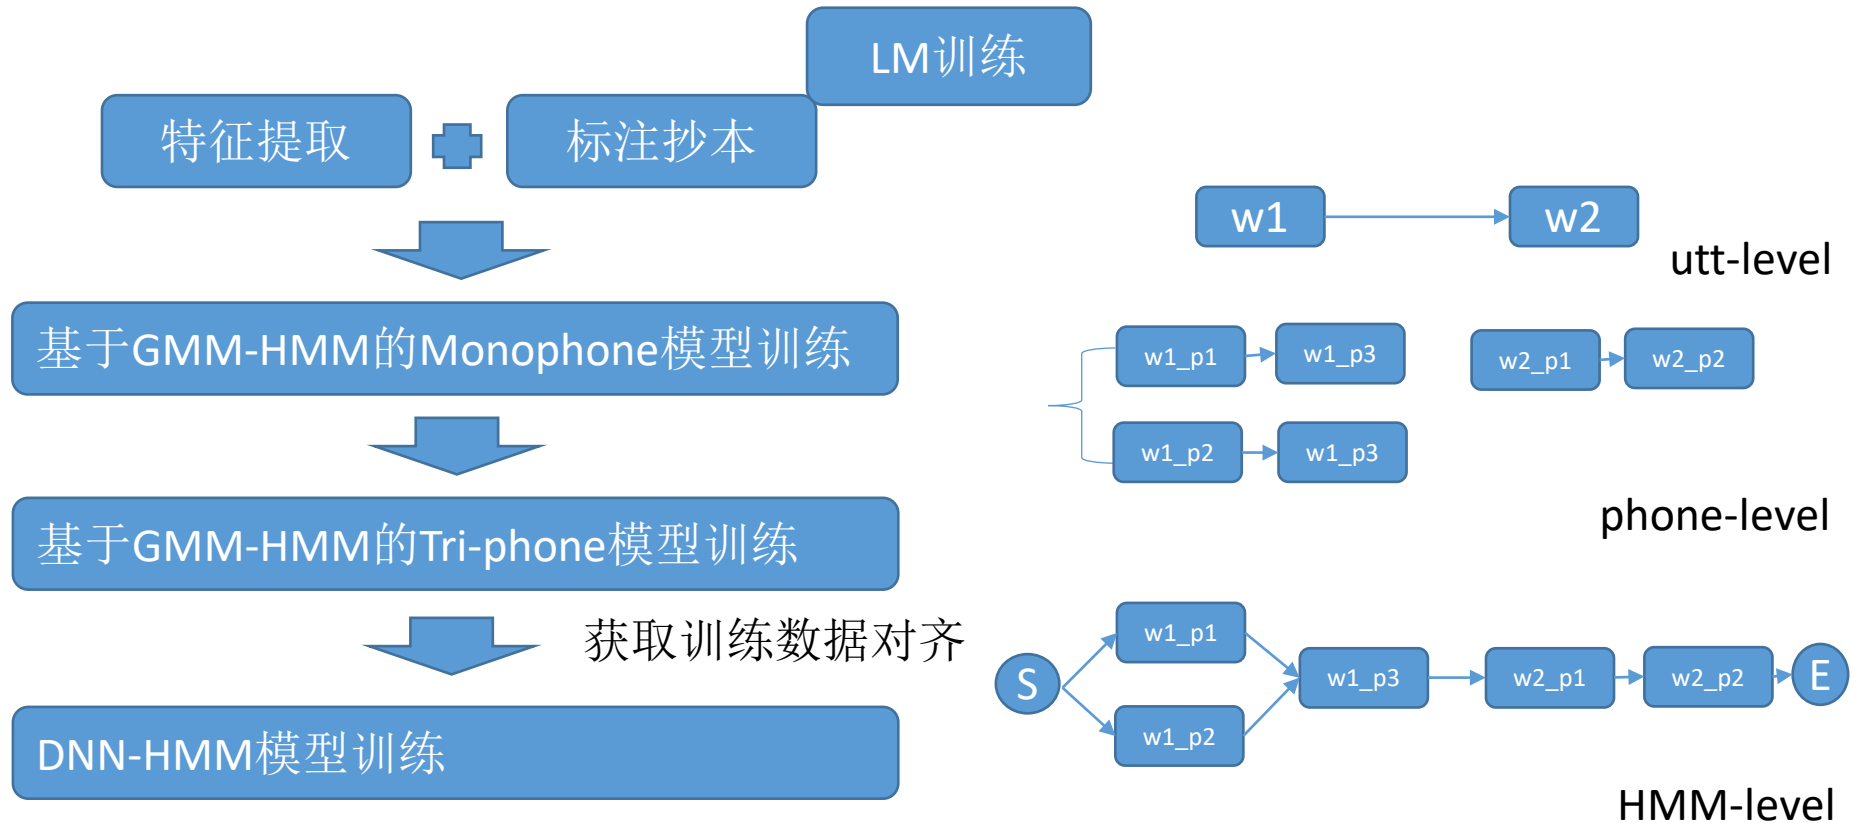 LM训练
特征提取
标注抄本
基于GMM-HMM的Monophone模型训练
基于GMM-HMM的Tri-phone模型训练
获取训练数据对齐
DNN-HMM模型训练
w1
w2
utt-level
w1_p1
w1_p3
w2_p1
w2_p2
w1_p2
w1_p3
phone-level
S
w1_p1
w1_p2
w1_p3
w2_p1
w2_p2
E
HMM-level